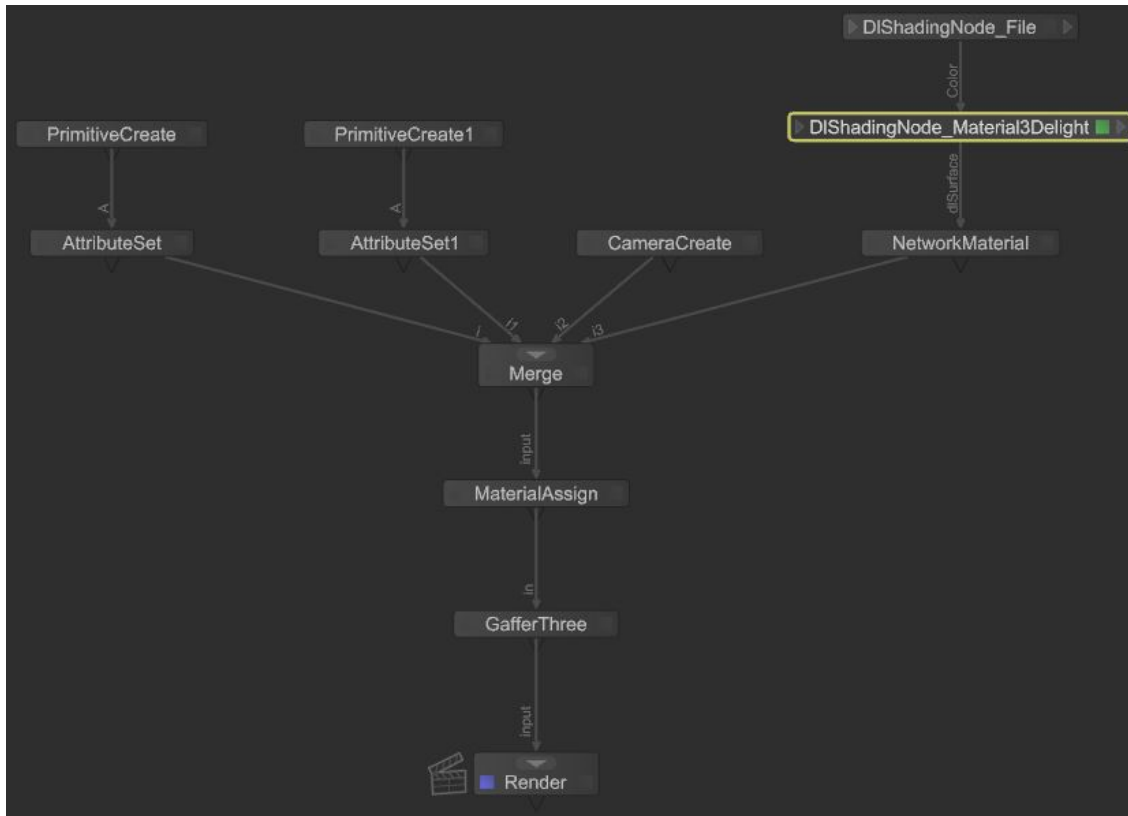 DlShadingNode_File
Color
PrimitiveCreate
PrimitiveCreate1
DlShadingNode_Material3Delight
A
A
dlSurface
AttributeSet
AttributeSet1
CameraCreate
NetworkMaterial
i
i1
i2
i3
Merge
input
MaterialAssign
in
GafferThree
input
Render